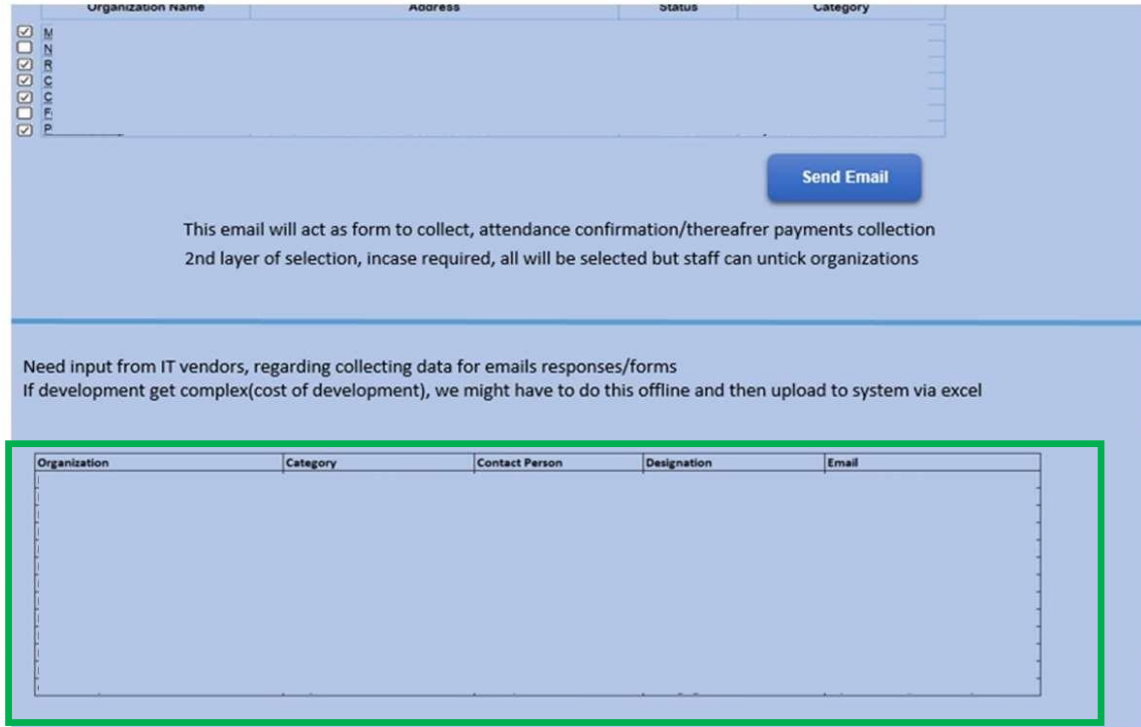 Organization Name Address Status Category
M
N
R
C
C
F
P
Send Email
This email will act as form to collect, attendance confirmation/thereafrer payments collection
2nd layer of selection, incase required, all will be selected but staff can untick organizations
Need input from IT vendors, regarding collecting data for emails responses/forms
If development get complex(cost of development), we might have to do this offline and then upload to system via excel
Organization Category Contact Person Designation Email